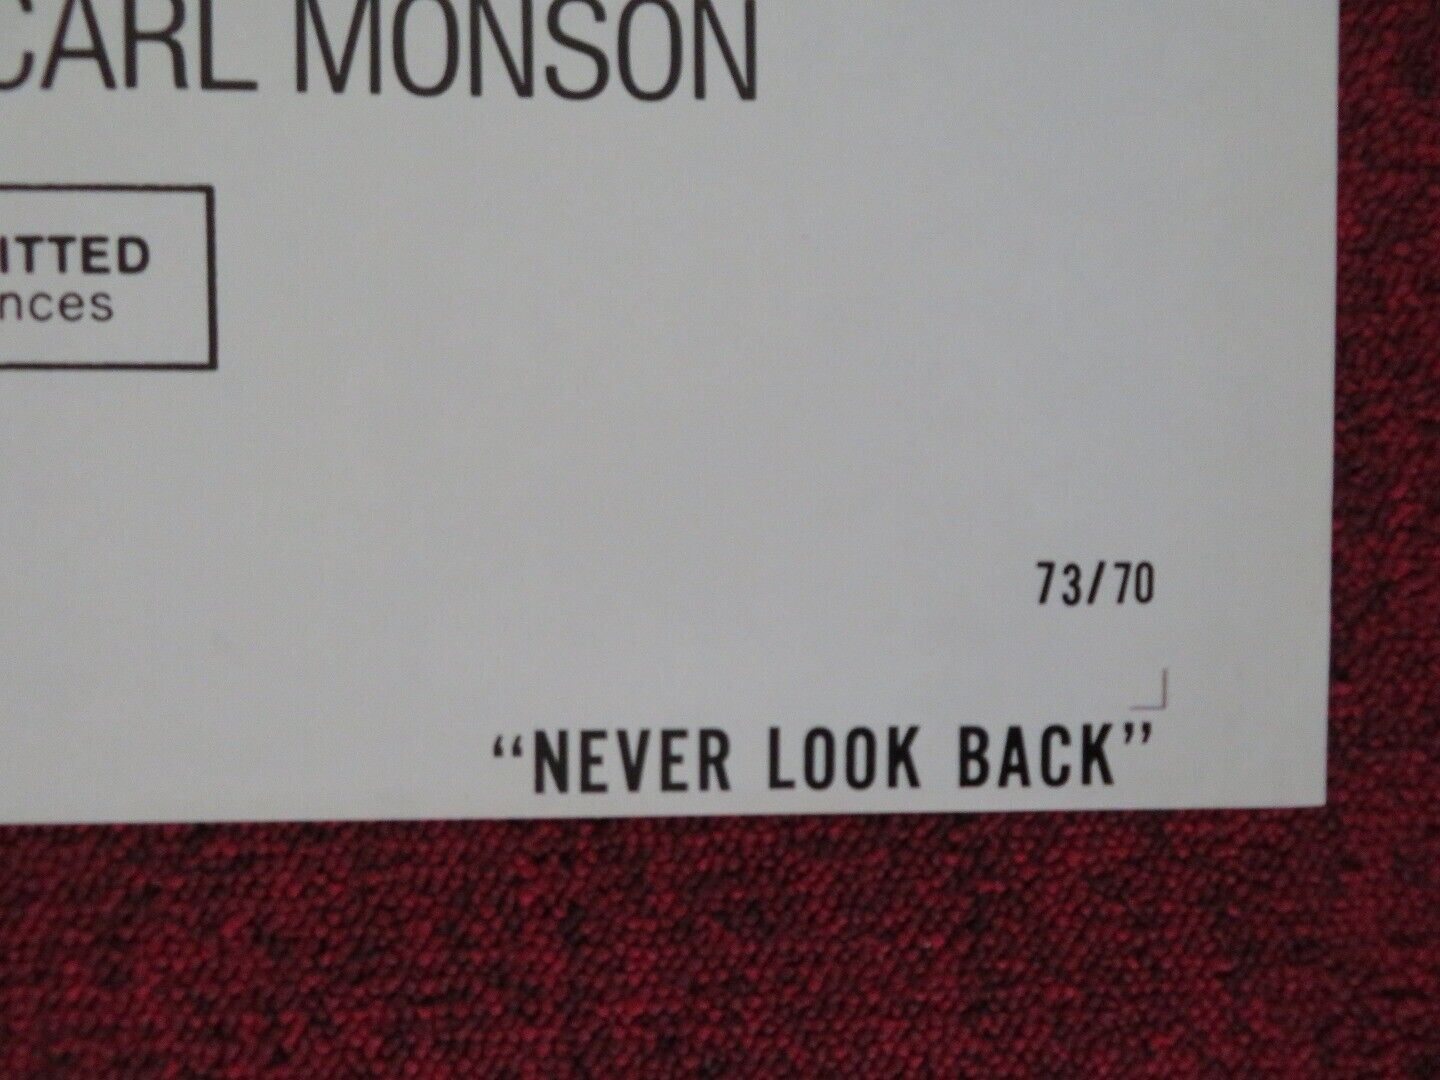 CARL MONSON
ITTED
nces
73/70
“NEVER LOOK BACK”